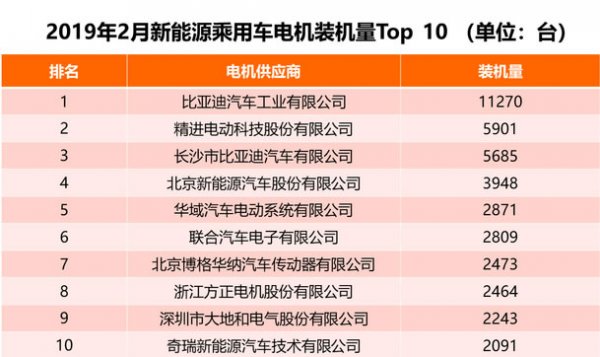 2019年2月新能源乘用车电机装机量Top 10 （单位：台）
排名 电机供应商 装机量
1 比亚迪汽车工业有限公司 11270
2 精进电动科技股份有限公司 5901
3 长沙市比亚迪汽车有限公司 5685
4 北京新能源汽车股份有限公司 3948
5 华域汽车电动系统有限公司 2871
6 联合汽车电子有限公司 2809
7 北京博格华纳汽车传动器有限公司 2473
8 浙江方正电机股份有限公司 2464
9 深圳市大地和电气股份有限公司 2243
10 奇瑞新能源汽车技术有限公司 2091